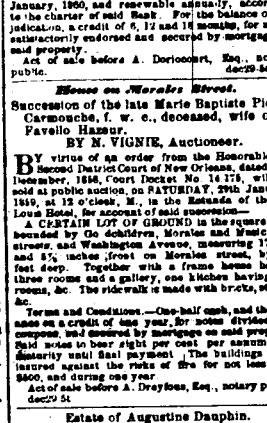 January, 1860, and renewable annually, accor
to the charter of said Bank. For the balance o
judication, a credit of 6, 12 and 18 months, for n
satisfactorily endorsed and secured by mortgag
said property.
Act of sale before A. Doriocourt, Esq., no
public. dec29-5t
House on Morales Street.
Succession of the late Marie Baptiste Pi
Carmouche, f. w. c., deceased, wife o
Favello Hazeur.
BY N. VIGNIE, Auctioneer.
BY virtue of an order from the Honorabl
Second District Court of New Orleans, dated
December, 1858, Court Docket No. 14 175, will
sold at public auction, on SATURDAY, 29th Jan
1859, at 12 o'clock, M., in the Rotunda of the
Louis Hotel, for account of said succession
A CERTAIN LOT OF GROUND in the square
bounded by Go dchildren, Morales and Music
streets, and Washington Avenue, measuring
and inches front on Morales street, b
feet deep. Together with a frame house h
three rooms and a gallery, one kitchen having
rooms, &c. The sidewalk is made with bricks, st
&c.
Terms and Conditions.—One-half cash, and th
ance on a credit of one year, for notes divided
and secured by mortgage on said prop
Said notes to bear eight per cent per annum
maturity until final payment. The buildings
insured against the risks of fire for not less
$600, and during one year
Act of sale before A. Dreyfous, Esq., notary p
dec29 5t
Estate of Augustine Dauphin.